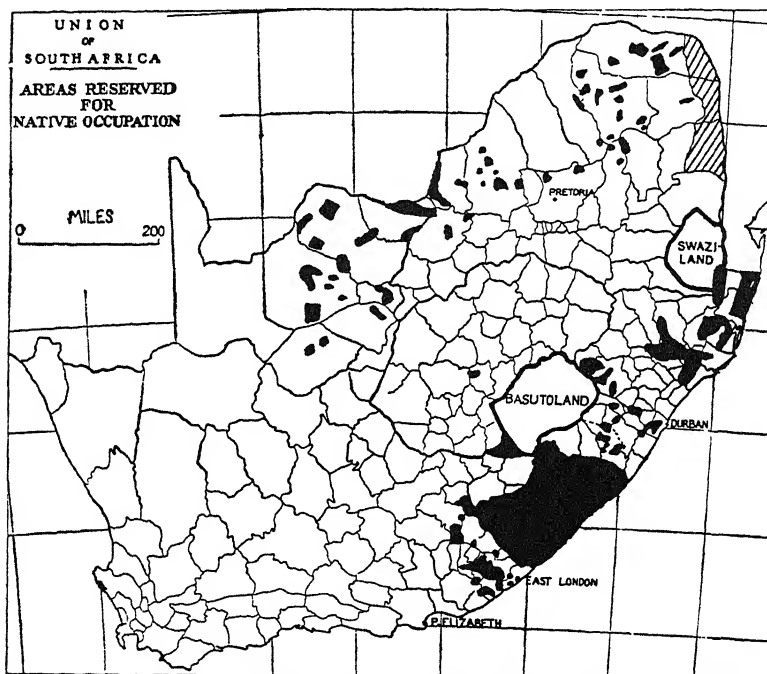 UNION
OF
SOUTH AFRICA
AREAS RESERVED
FOR
NATIVE OCCUPATION
MILES
0 200
PRETORIA
SWAZI-
LAND
BASUTOLAND
DURBAN
EAST LONDON
P. ELIZABETH